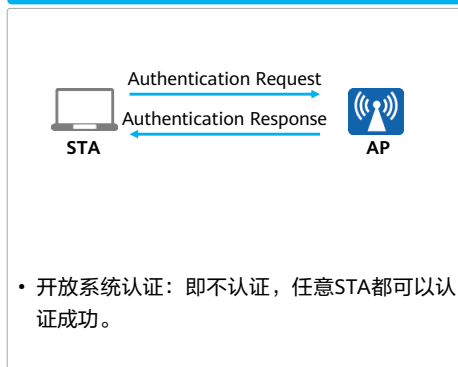 Authentication Request
Authentication Response
STA
AP
• 开放系统认证：即不认证，任意STA都可以认
证成功。